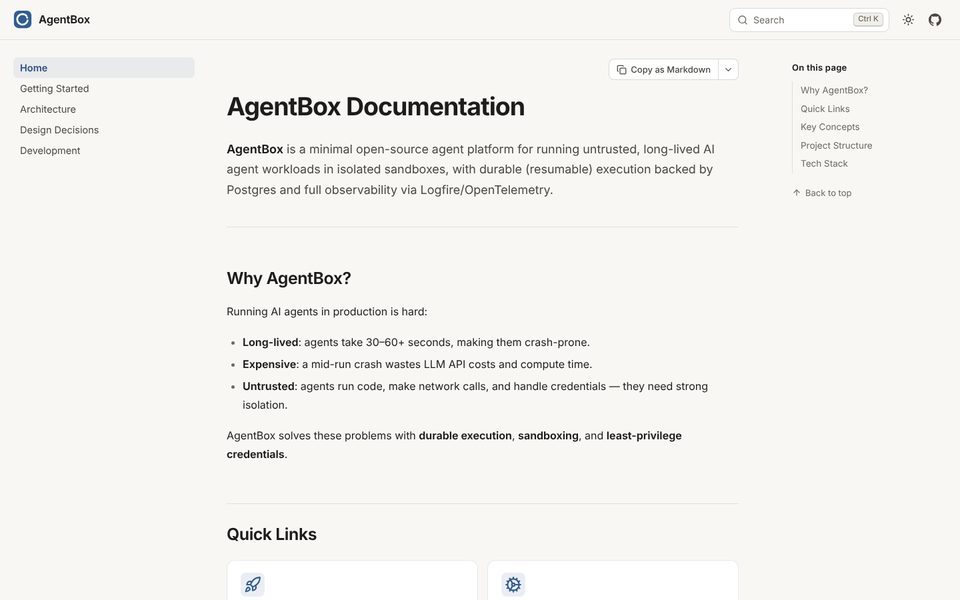 AgentBox
Search
Ctrl K
Home
Getting Started
Architecture
Design Decisions
Development
Copy as Markdown
AgentBox Documentation
AgentBox is a minimal open-source agent platform for running untrusted, long-lived AI
agent workloads in isolated sandboxes, with durable (resumable) execution backed by
Postgres and full observability via Logfire/OpenTelemetry.
Why AgentBox?
Running AI agents in production is hard:
• Long-lived: agents take 30–60+ seconds, making them crash-prone.
• Expensive: a mid-run crash wastes LLM API costs and compute time.
• Untrusted: agents run code, make network calls, and handle credentials — they need strong
isolation.
AgentBox solves these problems with durable execution, sandboxing, and least-privilege
credentials.
Quick Links
On this page
Why AgentBox?
Quick Links
Key Concepts
Project Structure
Tech Stack
Back to top